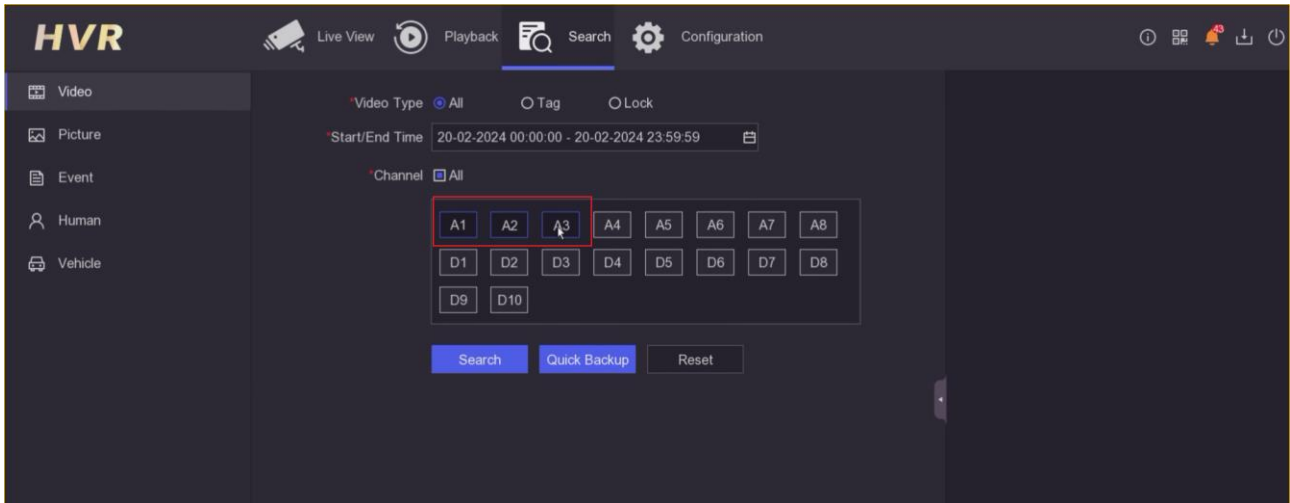 HVR
Live View
Playback
Search
Configuration
43
Video
Picture
Event
Human
Vehicle
*Video Type All Tag Lock
*Start/End Time 20-02-2024 00:00:00 - 20-02-2024 23:59:59
*Channel All
A1 A2 A3 A4 A5 A6 A7 A8
D1 D2 D3 D4 D5 D6 D7 D8
D9 D10
Search Quick Backup Reset